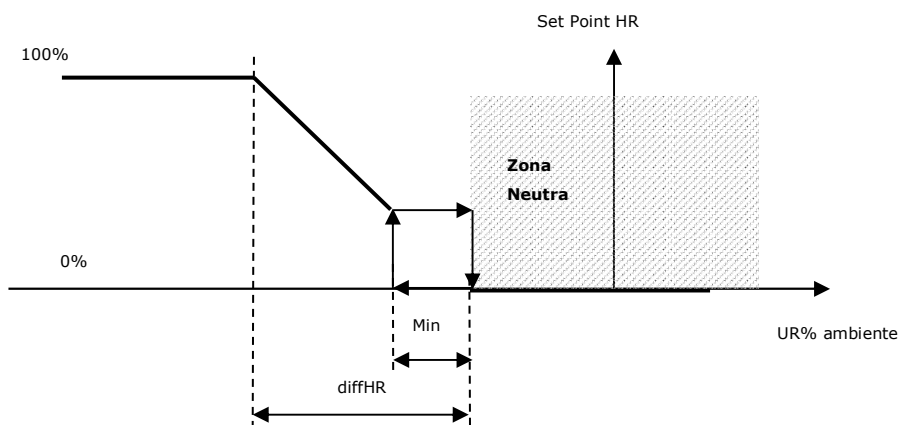 Set Point HR
100%
Zona
Neutra
0%
Min
UR% ambiente
diffHR